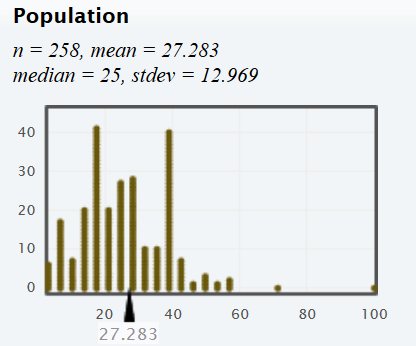 Population
n = 258, mean = 27.283
median = 25, stdev = 12.969
40
30
20
10
0
20 40 60 80 100
27.283